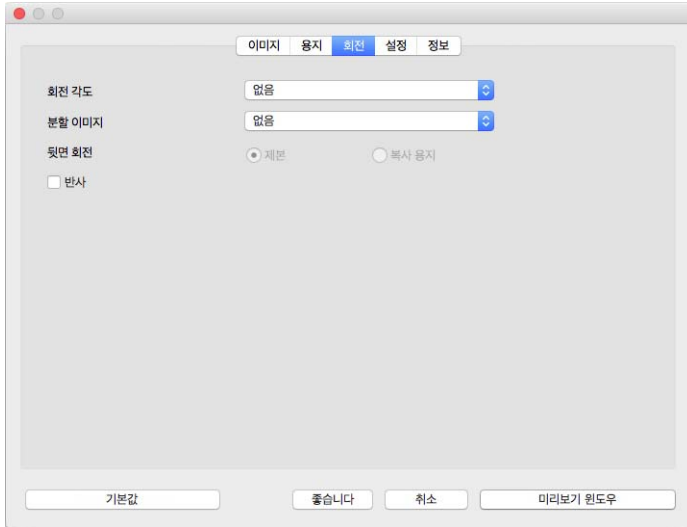 이미지 용지 회전 설정 정보
회전 각도 없음
분할 이미지 없음
뒷면 회전 제본 복사 용지
반사
기본값 좋습니다 취소 미리보기 윈도우